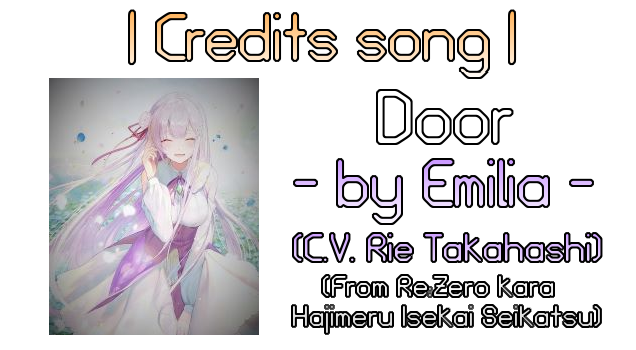 | Credits song |
Door
- by Emilia -
(C.V. Rie Takahashi)
(From Re:Zero Kara
Hajimeru Isekai Seikatsu)